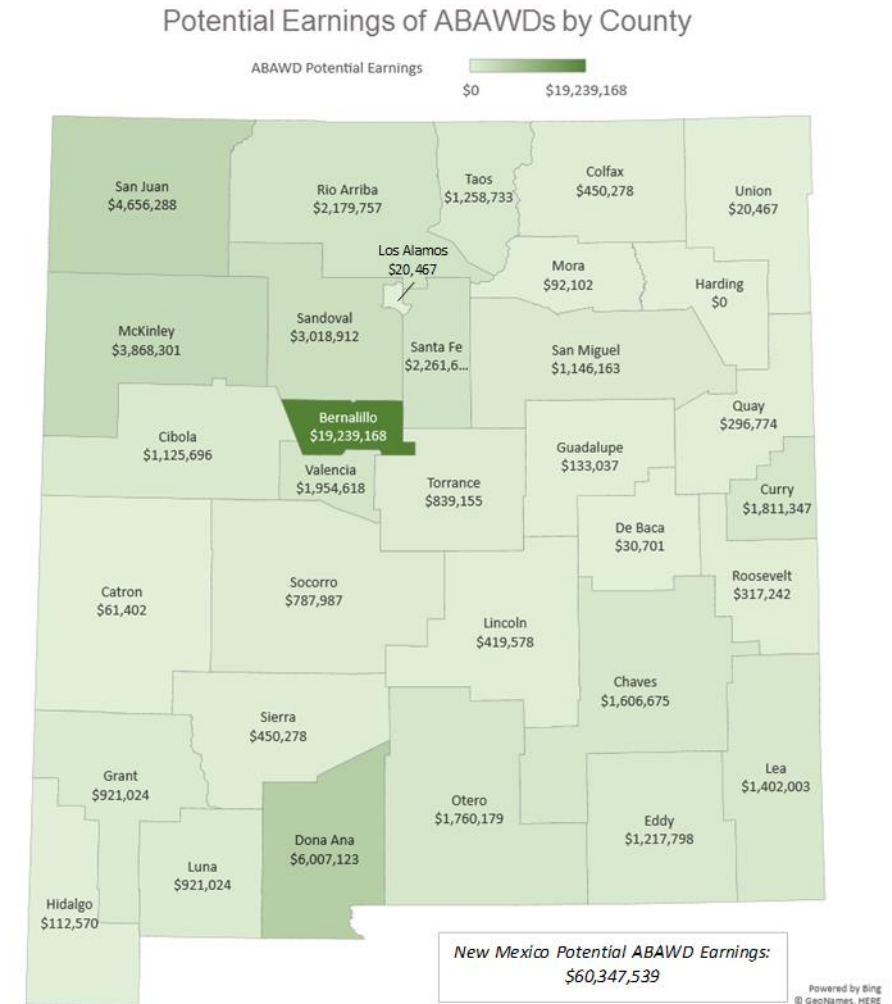 Potential Earnings of ABAWDs by County
ABAWD Potential Earnings
$0
$19,239,168
San Juan
$4,656,288
Rio Arriba
$2,179,757
Taos
$1,258,733
Colfax
$450,278
Union
$20,467
Los Alamos
$20,467
Mora
$92,102
Harding
$0
McKinley
$3,868,301
Sandoval
$3,018,912
Santa Fe
$2,261,6...
San Miguel
$1,146,163
Bernalillo
$19,239,168
Quay
$296,774
Cibola
$1,125,696
Valencia
$1,954,618
Torrance
$839,155
Guadalupe
$133,037
Curry
$1,811,347
De Baca
$30,701
Catron
$61,402
Socorro
$787,987
Roosevelt
$317,242
Lincoln
$419,578
Chaves
$1,606,675
Sierra
$450,278
Grant
$921,024
Lea
$1,402,003
Otero
$1,760,179
Eddy
$1,217,798
Dona Ana
$6,007,123
Luna
$921,024
Hidalgo
$112,570
New Mexico Potential ABAWD Earnings:
$60,347,539
Powered by Bing
© GeoNames, HERE